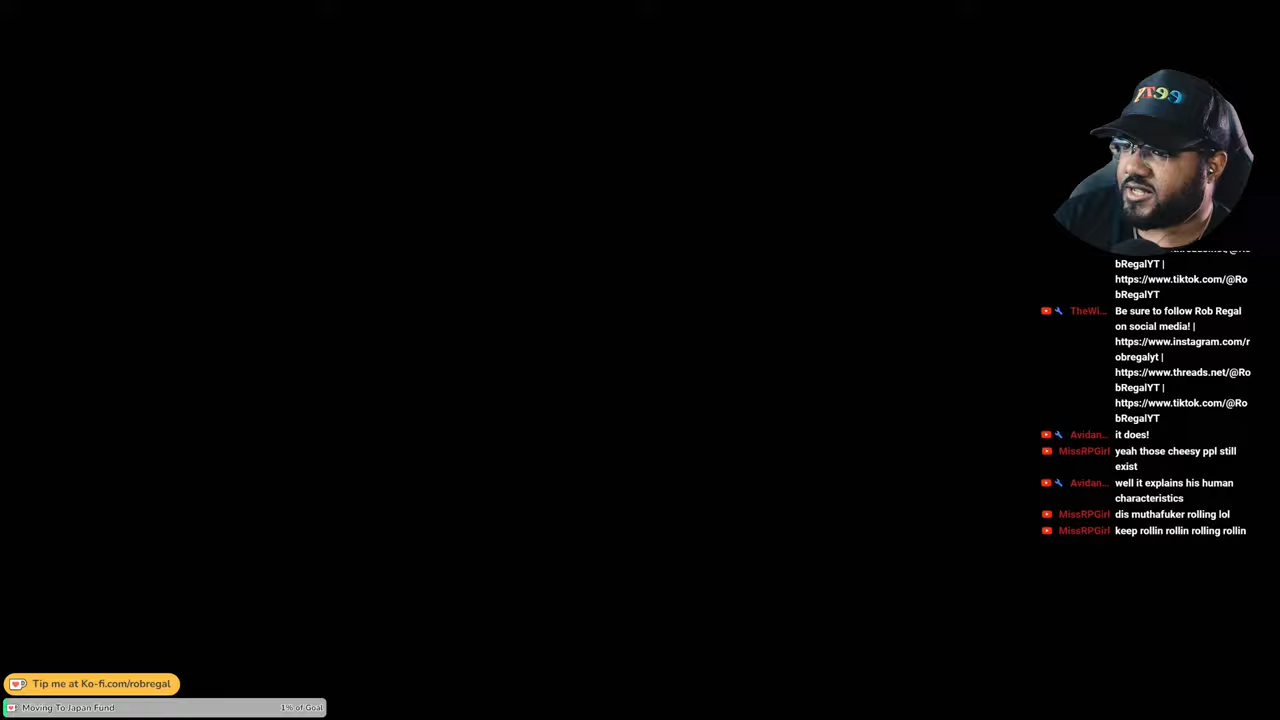 bRegalYT |
https://www.tiktok.com/@Ro
bRegalYT
TheWi... Be sure to follow Rob Regal
on social media! |
https://www.instagram.com/r
obregalyt |
https://www.threads.net/@Ro
bRegalYT |
https://www.tiktok.com/@Ro
bRegalYT
Avidan... it does!
MissRPGirl yeah those cheesy ppl still
exist
Avidan... well it explains his human
characteristics
MissRPGirl dis muthafuker rolling lol
MissRPGirl keep rollin rollin rolling rollin
Tip me at Ko-fi.com/robregal
Moving To Japan Fund 1% of Goal